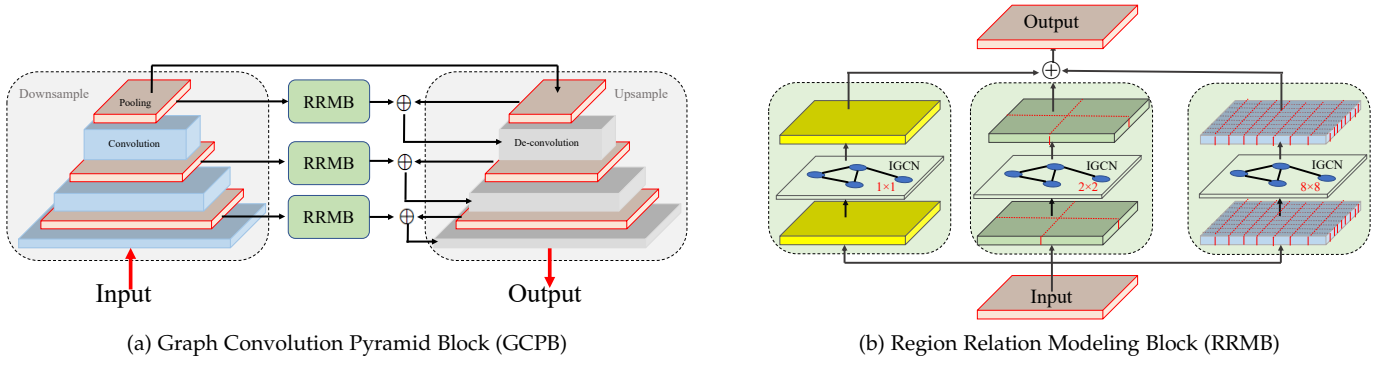 Downsample
Pooling
Convolution
RRMB
RRMB
RRMB
Upsample
De-convolution
Input
Output
(a) Graph Convolution Pyramid Block (GCPB)
Output
IGCN
1×1
IGCN
2×2
IGCN
8×8
Input
(b) Region Relation Modeling Block (RRMB)